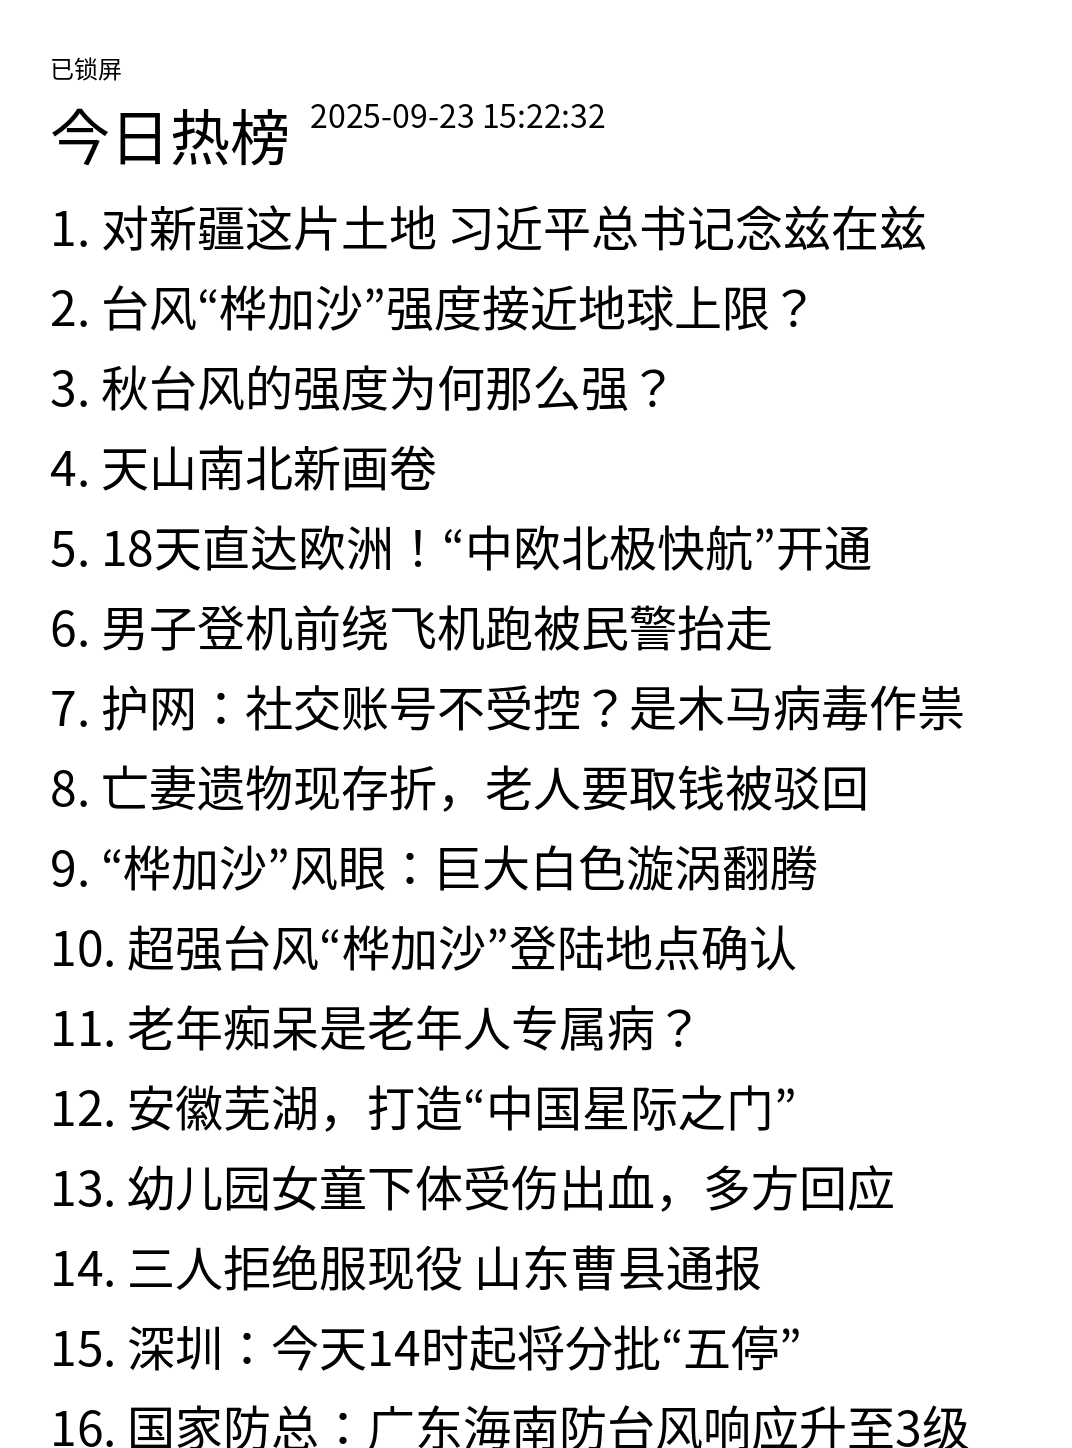 已锁屏
今日热榜 2025-09-23 15:22:32
1. 对新疆这片土地 习近平总书记念兹在兹
2. 台风“桦加沙”强度接近地球上限？
3. 秋台风的强度为何那么强？
4. 天山南北新画卷
5. 18天直达欧洲！“中欧北极快航”开通
6. 男子登机前绕飞机跑被民警抬走
7. 护网：社交账号不受控？是木马病毒作祟
8. 亡妻遗物现存折，老人要取钱被驳回
9. “桦加沙”风眼：巨大白色漩涡翻腾
10. 超强台风“桦加沙”登陆地点确认
11. 老年痴呆是老年人专属病？
12. 安徽芜湖，打造“中国星际之门”
13. 幼儿园女童下体受伤出血，多方回应
14. 三人拒绝服现役 山东曹县通报
15. 深圳：今天14时起将分批“五停”
16. 国家防总：广东海南防台风响应升至3级